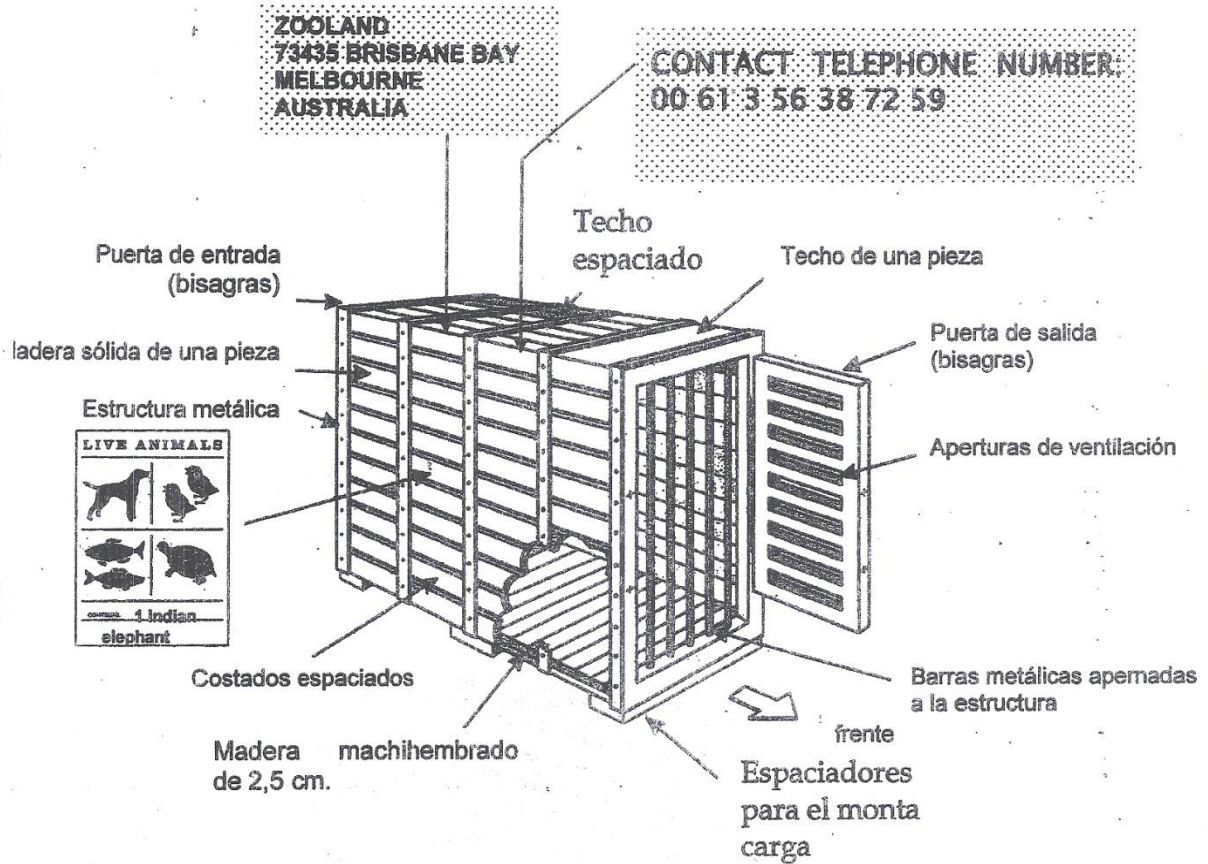 ZOOLAND
73435 BRISBANE BAY
MELBOURNE
AUSTRALIA
CONTACT TELEPHONE NUMBER:
00 61 3 56 38 72 59
Techo
espaciado
Puerta de entrada
(bisagras)
Techo de una pieza
Puerta de salida
(bisagras)
adera sólida de una pieza
Estructura metálica
LIVE ANIMALS
1 Indian
elephant
Aperturas de ventilación
Costados espaciados
Barras metálicas apernadas
a la estructura
frente
Madera machihembrado
de 2,5 cm.
Espaciadores
para el monta
carga